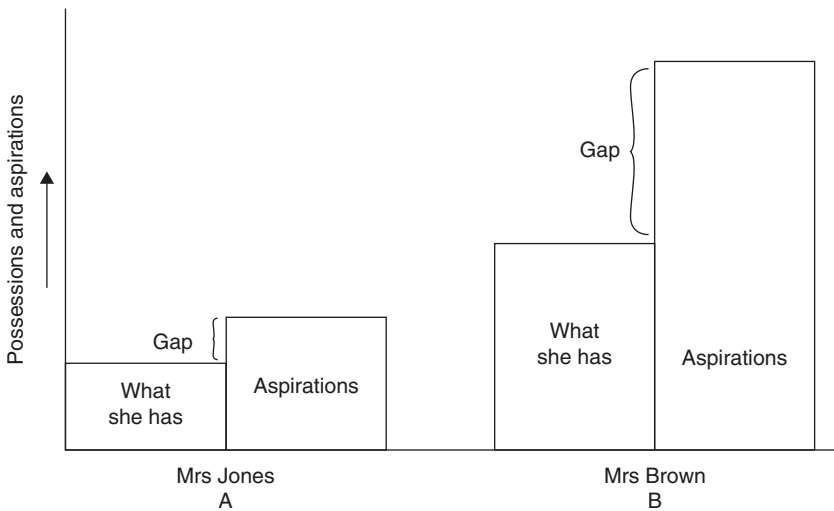 Possessions and aspirations
Gap
What
she has
Aspirations
Gap
What
she has
Aspirations
Mrs Jones
A
Mrs Brown
B